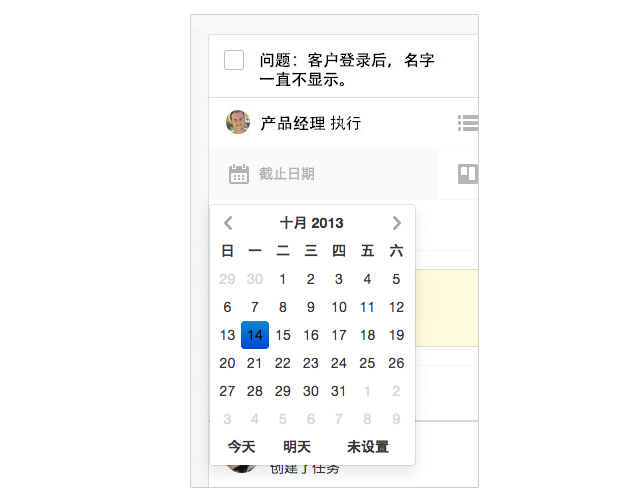 问题：客户登录后，名字
一直不显示。
产品经理 执行
截止日期
十月 2013
日 一 二 三 四 五 六
29 30 1 2 3 4 5
6 7 8 9 10 11 12
13 14 15 16 17 18 19
20 21 22 23 24 25 26
27 28 29 30 31 1 2
3 4 5 6 7 8 9
今天 明天 未设置
创建了任务